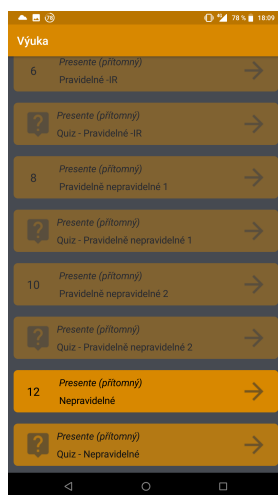 78 % 18:09
Výuka
6
Presente (přítomný)
Pravidelné -IR
Presente (přítomný)
Quiz - Pravidelné -IR
8
Presente (přítomný)
Pravidelně nepravidelné 1
Presente (přítomný)
Quiz - Pravidelně nepravidelné 1
10
Presente (přítomný)
Pravidelně nepravidelné 2
Presente (přítomný)
Quiz - Pravidelně nepravidelné 2
12
Presente (přítomný)
Nepravidelné
Presente (přítomný)
Quiz - Nepravidelné